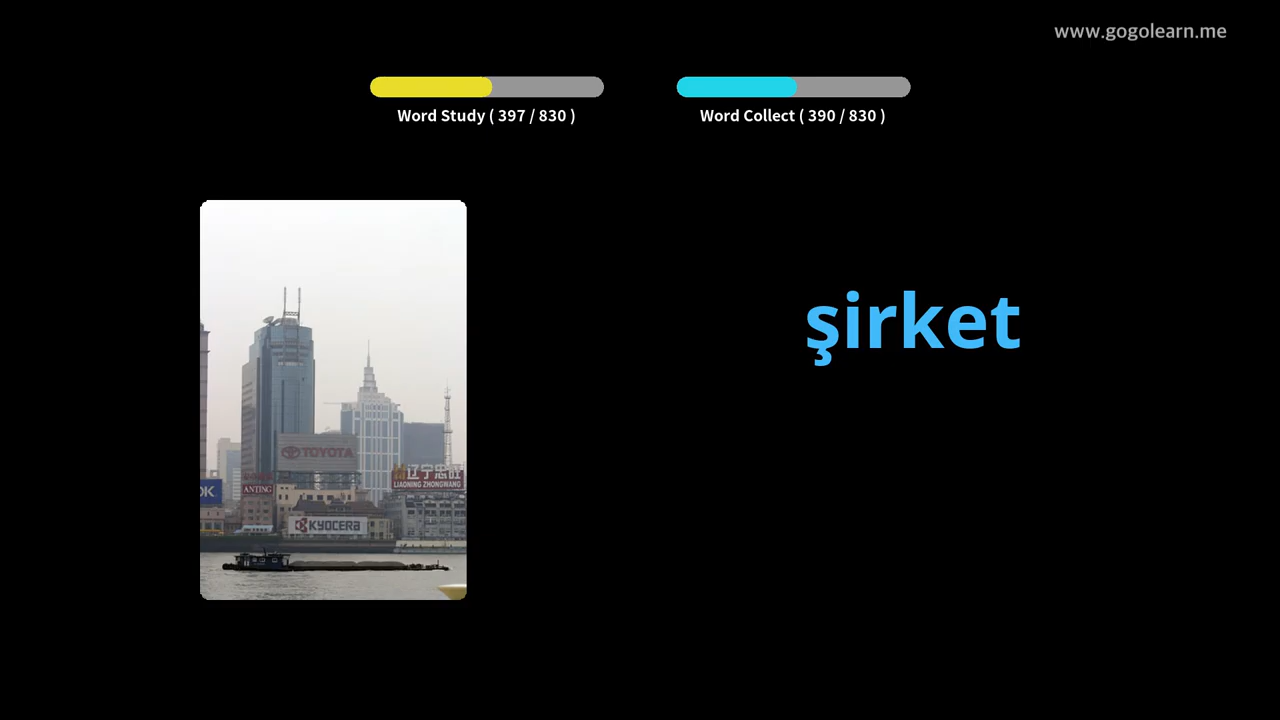 www.gogolearn.me
Word Study ( 397 / 830 )
Word Collect ( 390 / 830 )
şirket
TOYOTA
辽宁忠旺
LIAONING ZHONGWANG
ANTING
OK
KYOCERA